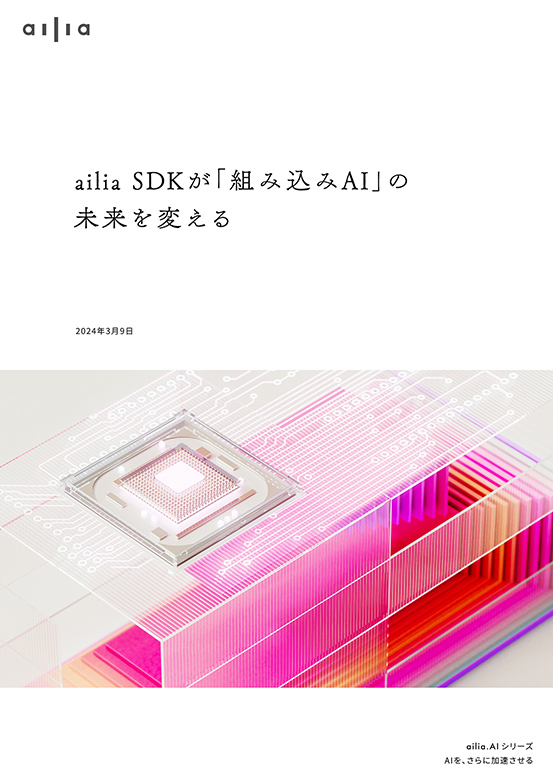 ailia
ailia SDKが「組み込みAI」の
未来を変える
2024年3月9日
ailia.AI シリーズ
AIを、さらに加速させる